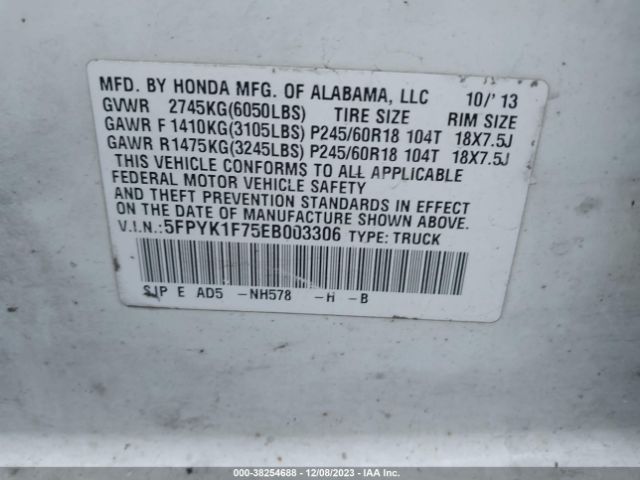 MFD. BY HONDA MFG. OF ALABAMA, LLC 10/'13
GVWR 2745KG(6050LBS) TIRE SIZE RIM SIZE
GAWR F1410KG(3105LBS) P245/60R18 104T 18X7.5J
GAWR R1475KG(3245LBS) P245/60R18 104T 18X7.5J
THIS VEHICLE CONFORMS TO ALL APPLICABLE
FEDERAL MOTOR VEHICLE SAFETY
AND THEFT PREVENTION STANDARDS IN EFFECT
ON THE DATE OF MANUFACTURE SHOWN ABOVE.
V.I.N.:5FPYK1F75EB003306 TYPE:TRUCK
SJP E AD5 -NH578 -H -B
000-38254688 - 12/08/2023 - IAA Inc.